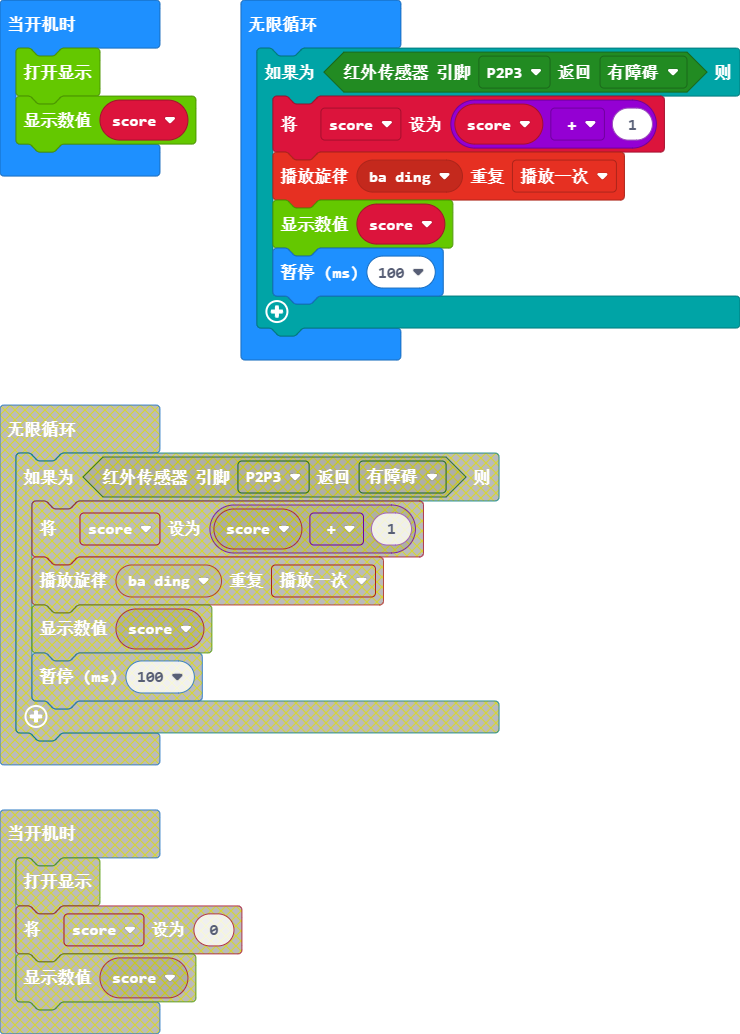 当开机时
打开显示
显示数值 score
无限循环
如果为 红外传感器 引脚 P2P3 返回 有障碍 则
将 score 设为 score + 1
播放旋律 ba ding 重复 播放一次
显示数值 score
暂停 (ms) 100
无限循环
如果为 红外传感器 引脚 P2P3 返回 有障碍 则
将 score 设为 score + 1
播放旋律 ba ding 重复 播放一次
显示数值 score
暂停 (ms) 100
当开机时
打开显示
将 score 设为 0
显示数值 score